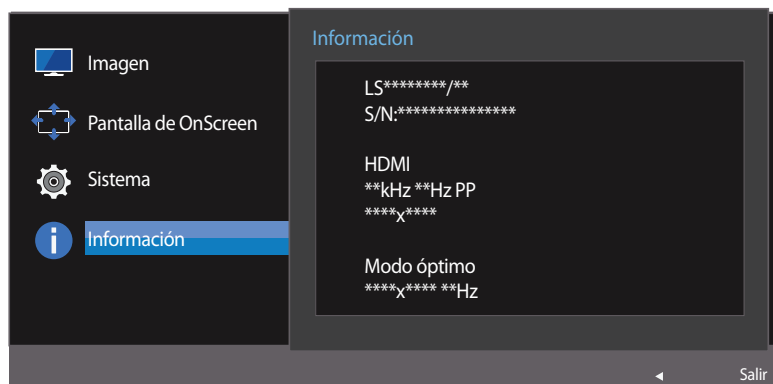 Imagen
Pantalla de OnScreen
Sistema
Información
Información
LS********/**
S/N:***************
HDMI
**kHz **Hz PP
****x****
Modo óptimo
****x**** **Hz
Salir